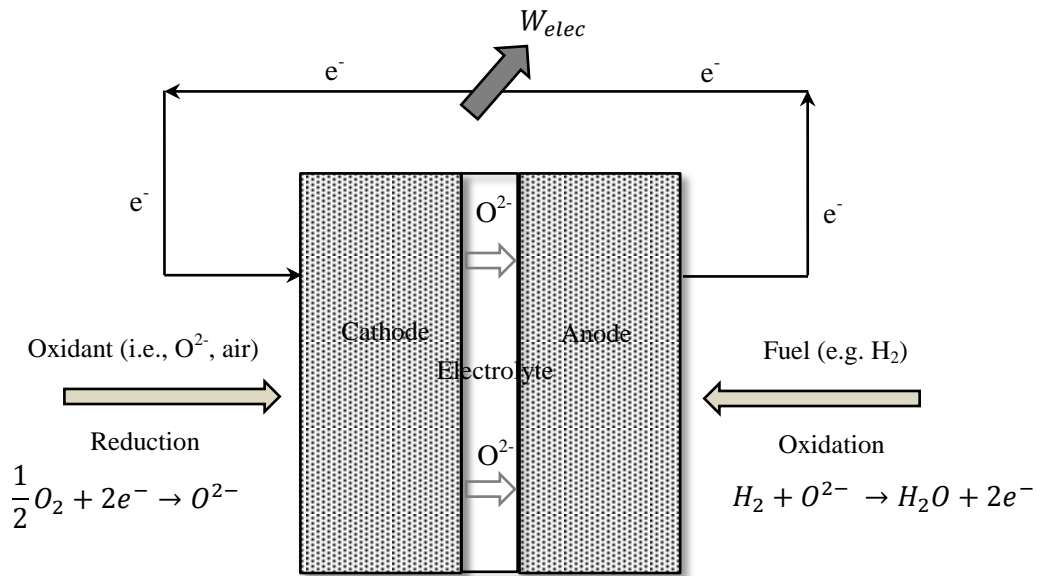 W_elec
e⁻ e⁻
e⁻ e⁻
O²⁻
Cathode Anode
Oxidant (i.e., O²⁻, air) Fuel (e.g. H₂)
Electrolyte
Reduction Oxidation
O²⁻
1/2 O₂ + 2e⁻ → O²⁻ H₂ + O²⁻ → H₂O + 2e⁻